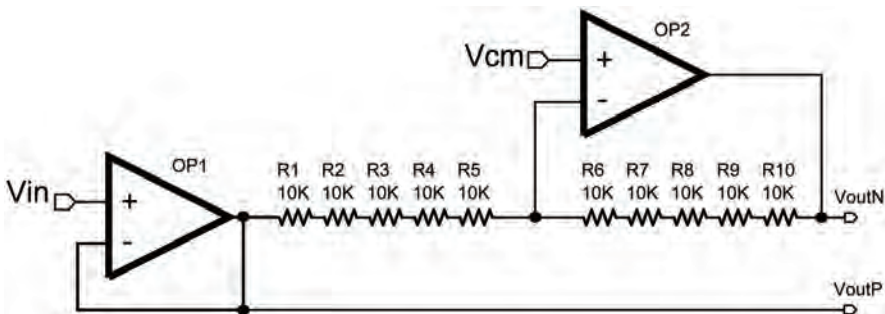 OP2
Vcm
+
-
OP1
R1 R2 R3 R4 R5
10K 10K 10K 10K 10K
R6 R7 R8 R9 R10
10K 10K 10K 10K 10K
Vin
+
-
VoutN
VoutP